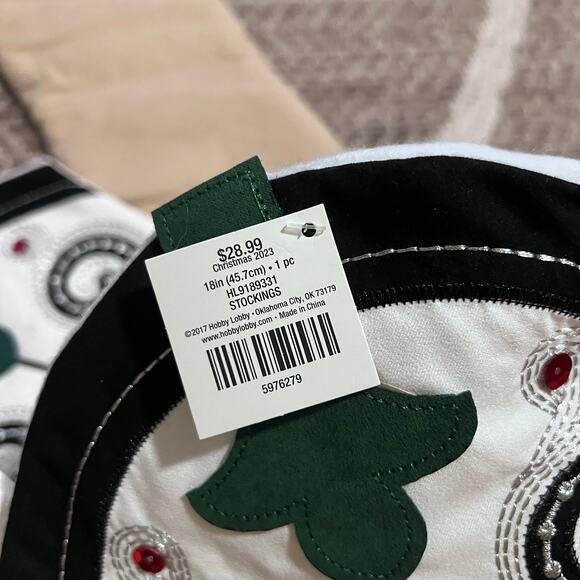 $28.99
Christmas 2023
18in (45.7cm) • 1 pc
HL9189331
STOCKINGS
©2017 Hobby Lobby • Oklahoma City, OK 73179
www.hobbylobby.com • Made in China
5976279